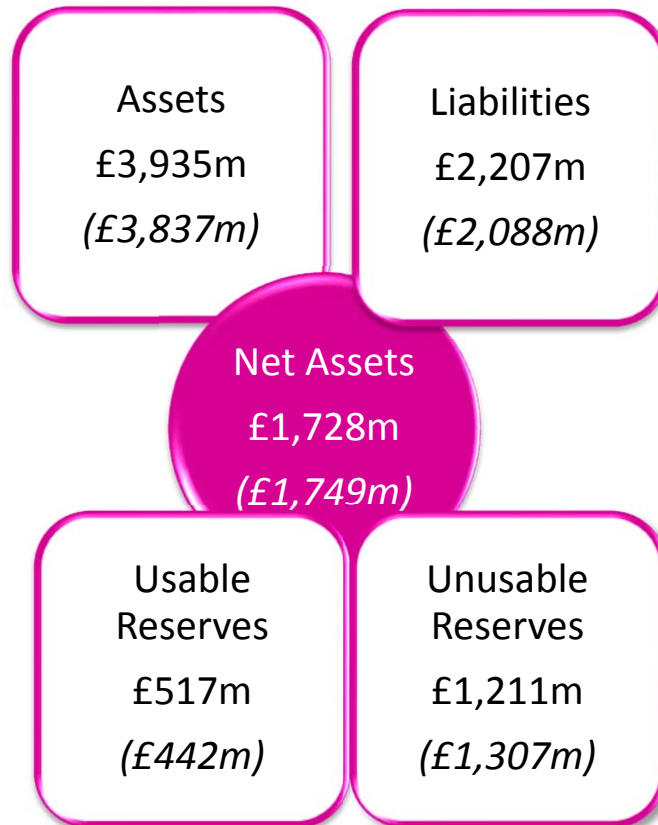 Assets
£3,935m
(£3,837m)
Liabilities
£2,207m
(£2,088m)
Net Assets
£1,728m
(£1,749m)
Usable
Reserves
£517m
(£442m)
Unusable
Reserves
£1,211m
(£1,307m)